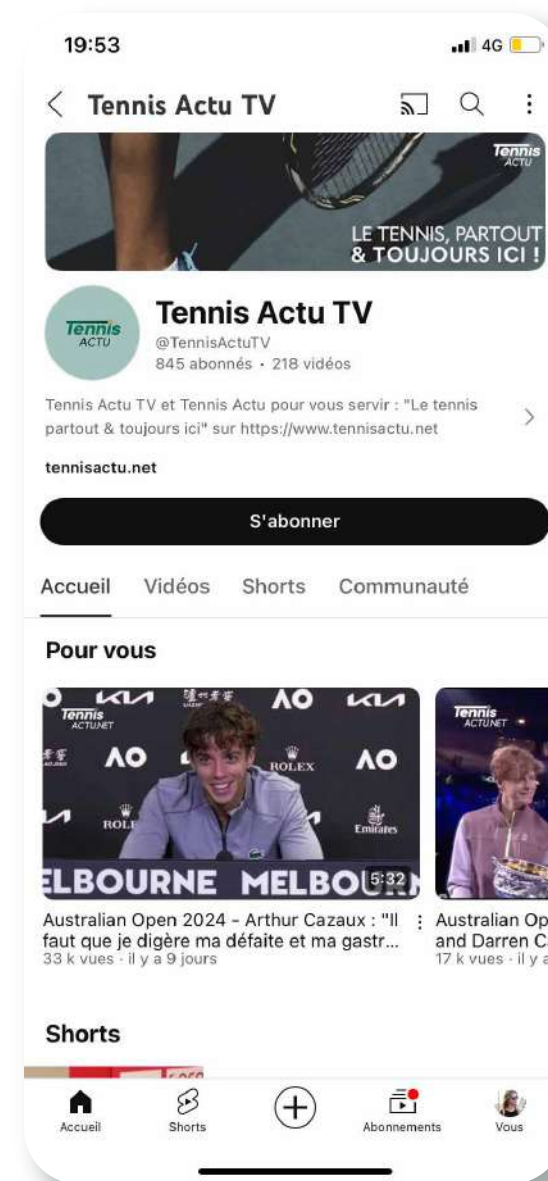 19:53
4G
Tennis Actu TV
Tennis
ACTU
LE TENNIS, PARTOUT
& TOUJOURS ICI !
Tennis
ACTU
Tennis Actu TV
@TennisActuTV
845 abonnés · 218 vidéos
Tennis Actu TV et Tennis Actu pour vous servir : "Le tennis
partout & toujours ici" sur https://www.tennisactu.net
tennisactu.net
S'abonner
Accueil Vidéos Shorts Communauté
Pour vous
Tennis
ACTU.NET
KIA
AO
KIA
AO
ROLEX
AO
Emirates
ELBOURNE MELBOU
5:32
Tennis
ACTU.NET
Australian Open 2024 - Arthur Cazaux : "Il
faut que je digère ma défaite et ma gastr...
33 k vues · il y a 9 jours
Australian Op
and Darren C
17 k vues · il y a
Shorts
Accueil
Shorts
Abonnements
Vous